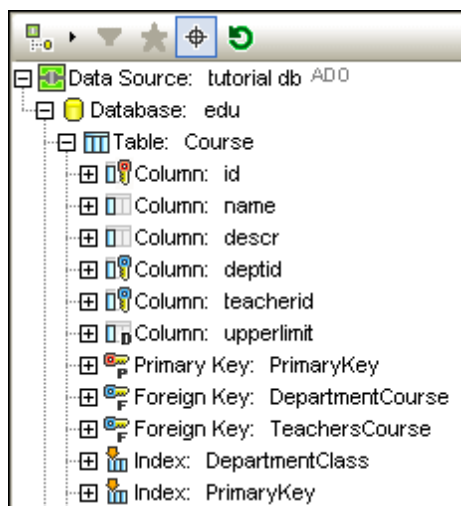 Data Source: tutorial db ADO
Database: edu
Table: Course
Column: id
Column: name
Column: descr
Column: deptid
Column: teacherid
D Column: upperlimit
P Primary Key: PrimaryKey
F Foreign Key: DepartmentCourse
F Foreign Key: TeachersCourse
Index: DepartmentClass
Index: PrimaryKey